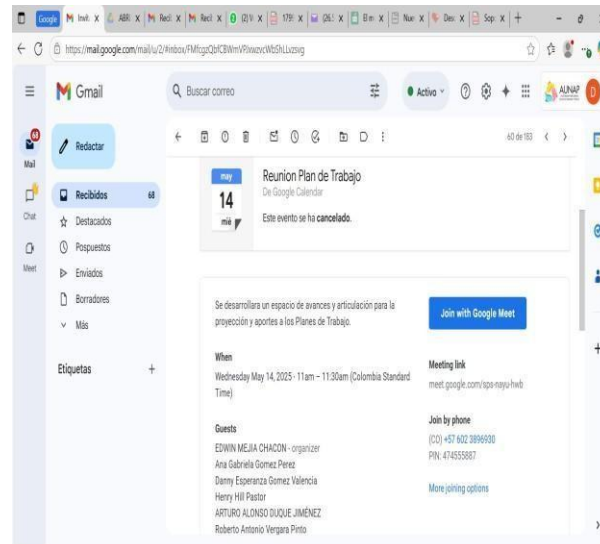 Google
https://mail.google.com/mail/u/2/#inbox/
Gmail
Buscar correo
Activo
AUNAP
D
Redactar
60 de 193
Mail
Chat
Meet
Recibidos 68
Destacados
Pospuestos
Enviados
Borradores
Más
Etiquetas
may
14
mié
Reunion Plan de Trabajo
De Google Calendar
Este evento se ha cancelado.
Se desarrollara un espacio de avances y articulación para la
proyección y aportes a los Planes de Trabajo.
When
Wednesday May 14, 2025 · 11am – 11:30am (Colombia Standard
Time)
Guests
EDWIN MEJIA CHACON - organizer
Ana Gabriela Gomez Perez
Danny Esperanza Gomez Valencia
Henry Hill Pastor
ARTURO ALONSO DUQUE JIMÉNEZ
Roberto Antonio Vergara Pinto
Join with Google Meet
Meeting link
meet.google.com/sps-nayu-hwb
Join by phone
(CO) +57 602 3896930
PIN: 474555887
More joining options